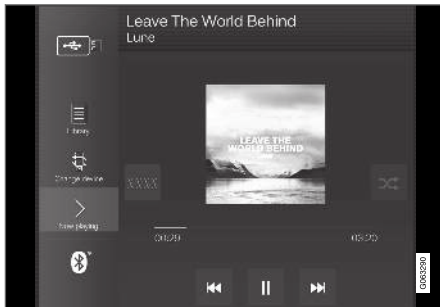 Leave The World Behind
Lune
LEAVE THE
WORLD BEHIND
Library
Change device
XXXX
Now playing
00:29
03:20
G063290